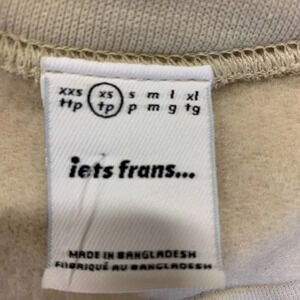 xxs xs s m l xl
ttp tp p m g tg
iets frans...
MADE IN BANGLADESH
FABRIQUÉ AU BANGLADESH